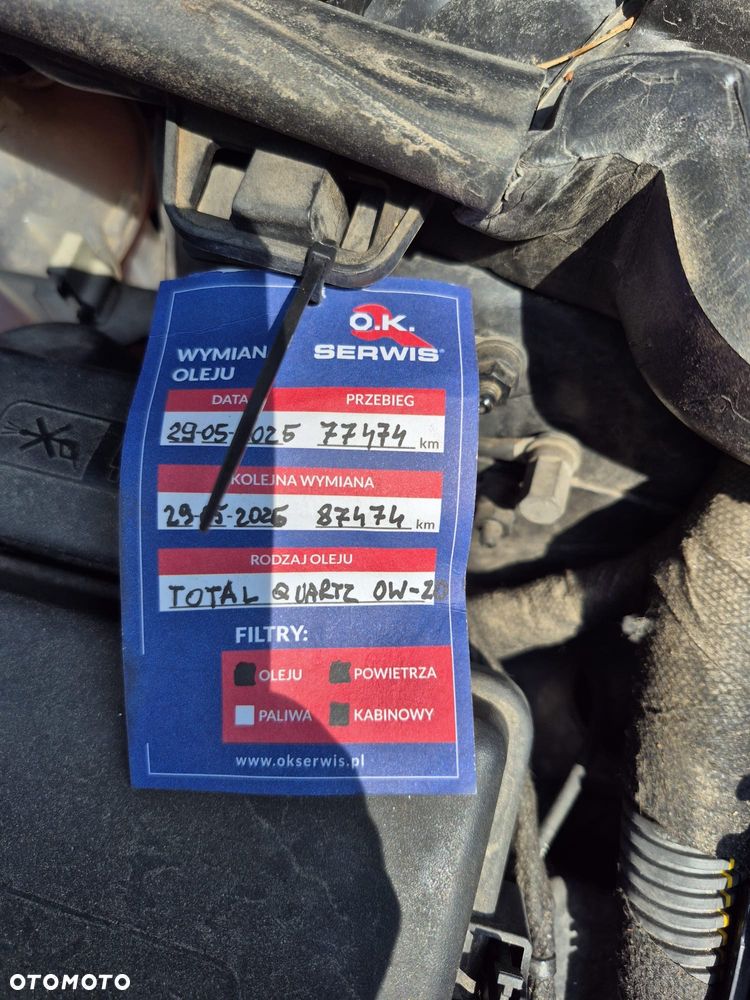 O.K.
SERWIS
WYMIAN
OLEJU
DATA PRZEBIEG
29-05-2025 77474 km
KOLEJNA WYMIANA
29-05-2026 87474 km
RODZAJ OLEJU
TOTAL QUARTZ 0W-20
FILTRY:
OLEJU POWIETRZA
PALIWA KABINOWY
www.okserwis.pl
OTOMOTO